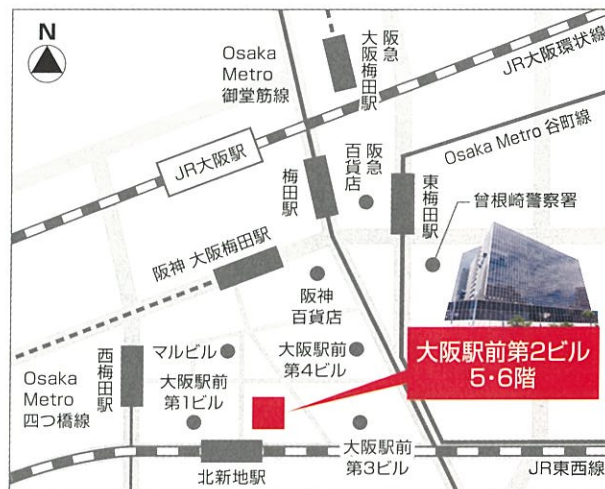 N
Osaka
Metro
御堂筋線
阪急
大阪梅田駅
JR大阪環状線
JR大阪駅
梅田駅
阪急
百貨店
Osaka Metro 谷町線
東梅田駅
曾根崎警察署
阪神 大阪梅田駅
阪神
百貨店
西梅田駅
マルビル
大阪駅前
第4ビル
大阪駅前第2ビル
5・6階
Osaka
Metro
四つ橋線
大阪駅前
第1ビル
北新地駅
大阪駅前
第3ビル
JR東西線